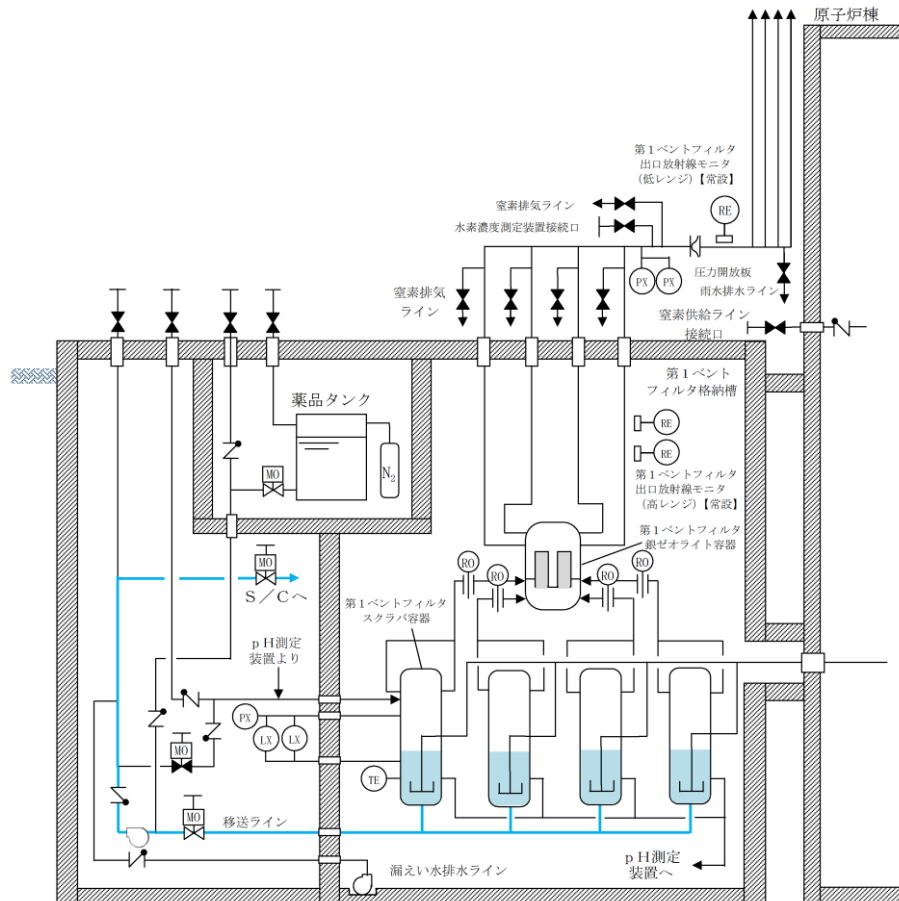 原子炉棟
第1ベントフィルタ
出口放射線モニタ
(低レンジ)【常設】
RE
窒素排気ライン
水素濃度測定装置接続口
PX
PX
圧力開放板
雨水排水ライン
窒素排気
ライン
窒素供給ライン
接続口
第1ベント
フィルタ格納槽
薬品タンク
N₂
MO
RE
RE
第1ベントフィルタ
出口放射線モニタ
(高レンジ)【常設】
第1ベントフィルタ
銀ゼオライト容器
MO
S/Cへ
RO
RO
RO
RO
第1ベントフィルタ
スクラバ容器
pH測定
装置より
PX
LX
LX
MO
TE
MO
移送ライン
漏えい水排水ライン
pH測定
装置へ